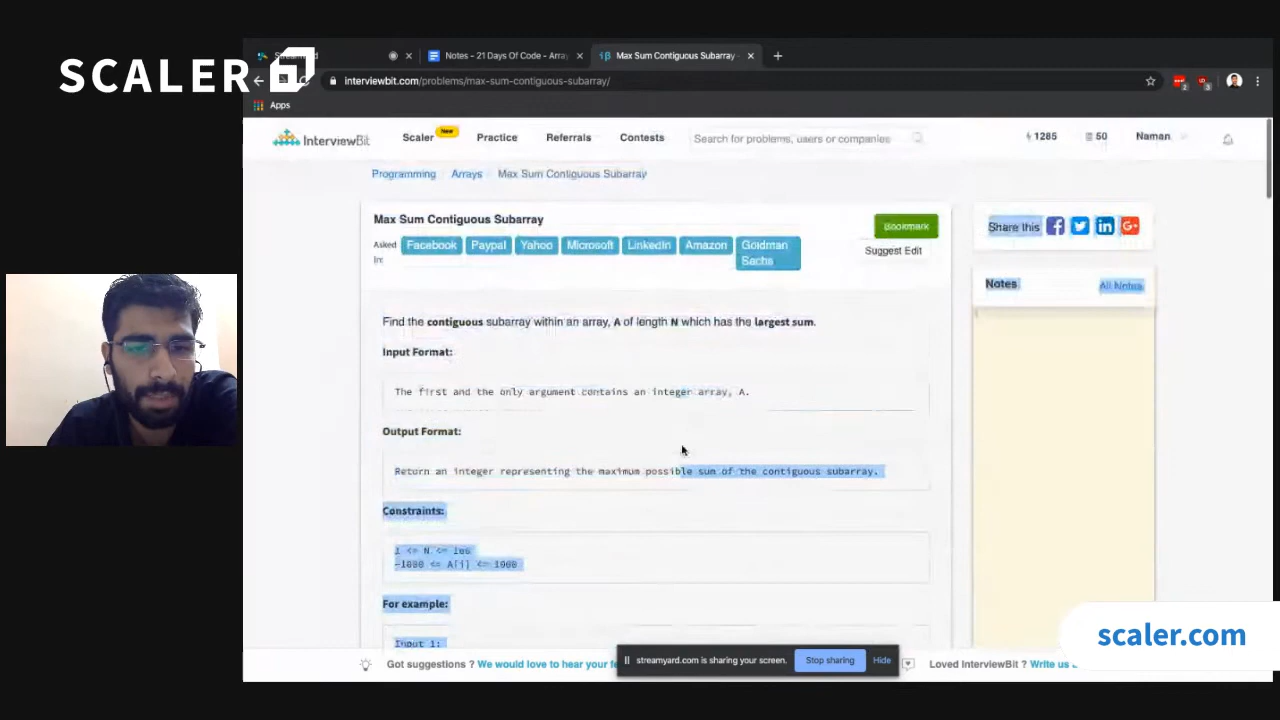 SCALER
Notes - 21 Days Of Code - Arra
Max Sum Contiguous Subarray
interviewbit.com/problems/max-sum-contiguous-subarray/
Apps
InterviewBit
Scaler
New
Practice
Referrals
Contests
Search for problems, users or companies
1285
50
Naman
Programming
Arrays
Max Sum Contiguous Subarray
Max Sum Contiguous Subarray
Bookmark
Asked In:
Facebook
Paypal
Yahoo
Microsoft
LinkedIn
Amazon
Goldman Sachs
Suggest Edit
Share this
Notes
All Notes
Find the contiguous subarray within an array, A of length N which has the largest sum.
Input Format:
The first and the only argument contains an integer array, A.
Output Format:
Return an integer representing the maximum possible sum of the contiguous subarray.
Constraints:
1 <= N <= 1e6
-1000 <= A[i] <= 1000
For example:
Input 1:
scaler.com
Got suggestions ? We would love to hear your fe
streamyard.com is sharing your screen.
Stop sharing
Hide
Loved InterviewBit ? Write us